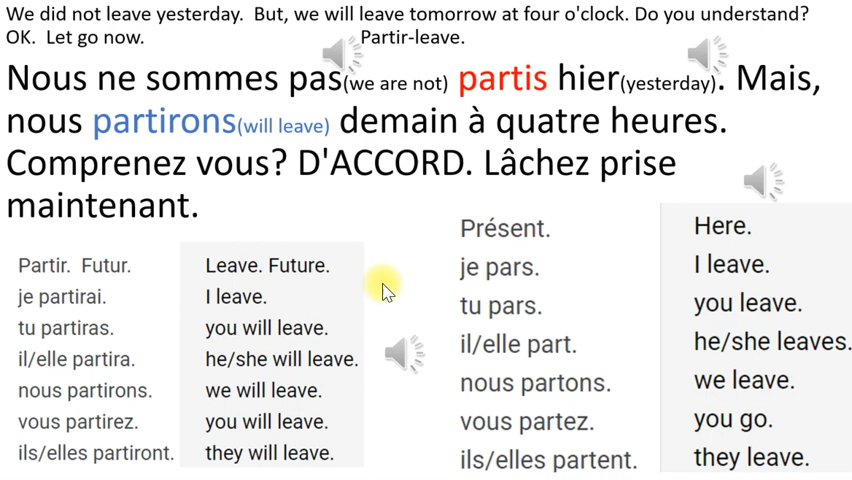 We did not leave yesterday.  But, we will leave tomorrow at four o'clock. Do you understand?
OK.  Let go now.
Partir-leave.
Nous ne sommes pas(we are not) partis hier(yesterday). Mais,
nous partirons(will leave) demain à quatre heures.
Comprenez vous? D'ACCORD. Lâchez prise
maintenant.
Partir.  Futur.
je partirai.
tu partiras.
il/elle partira.
nous partirons.
vous partirez.
ils/elles partiront.
Leave. Future.
I leave.
you will leave.
he/she will leave.
we will leave.
you will leave.
they will leave.
Présent.
je pars.
tu pars.
il/elle part.
nous partons.
vous partez.
ils/elles partent.
Here.
I leave.
you leave.
he/she leaves.
we leave.
you go.
they leave.